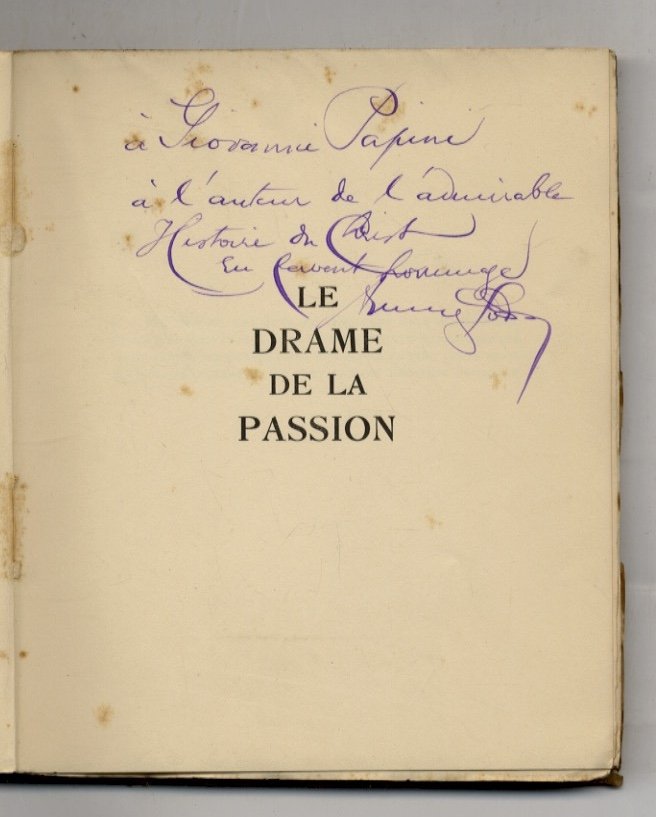 à Giovanni Papini
à l'auteur de l'admirable
Histoire du Christ
En fervent hommage
LE
DRAME
DE LA
PASSION